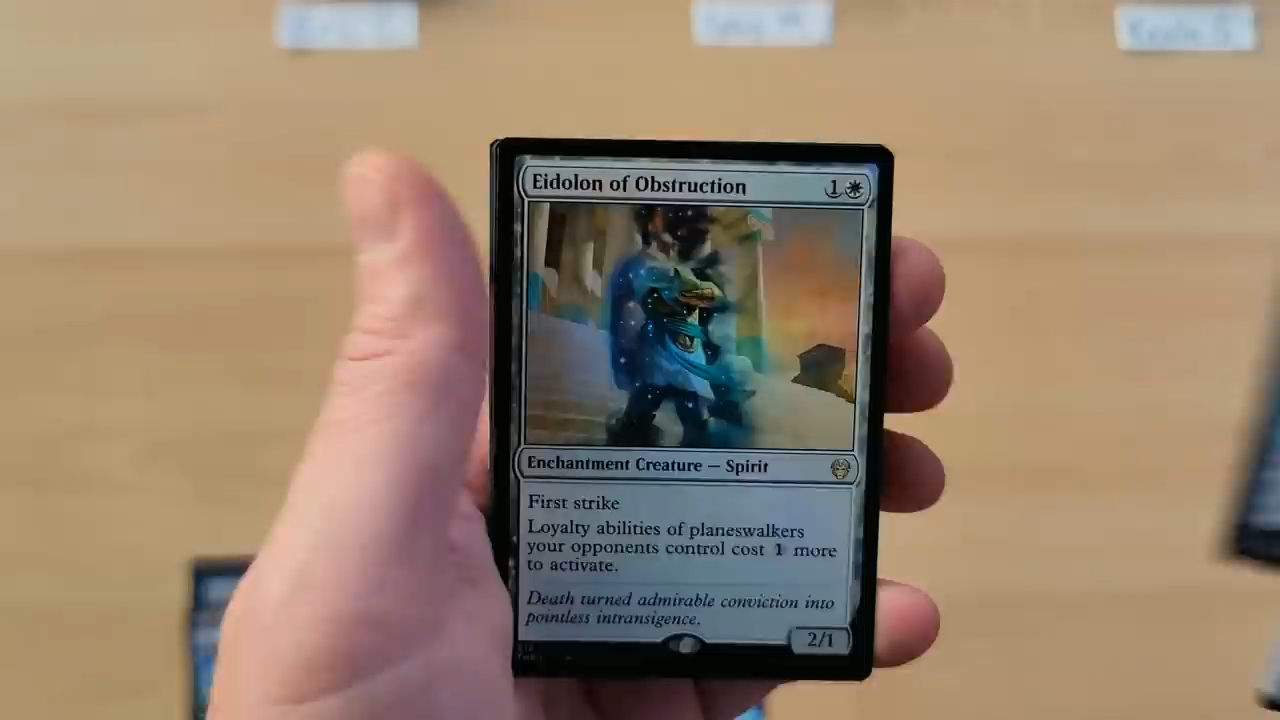 Eidolon of Obstruction 1
Enchantment Creature — Spirit
First strike
Loyalty abilities of planeswalkers
your opponents control cost 1 more
to activate.
Death turned admirable conviction into
pointless intransigence.
2/1